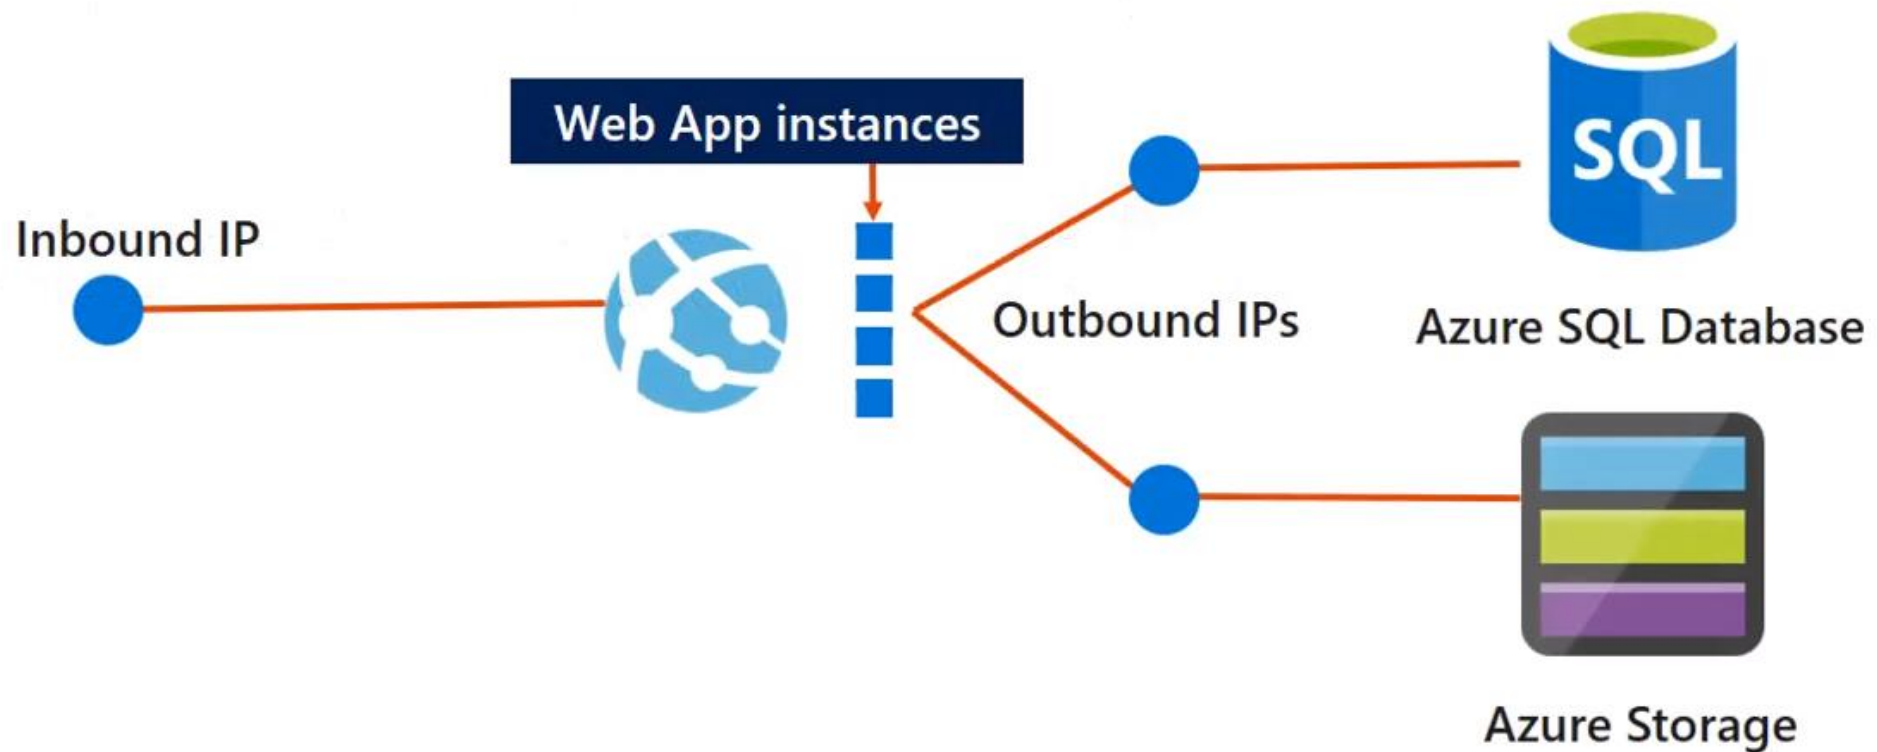 Web App instances
Inbound IP
SQL
Outbound IPs
Azure SQL Database
Azure Storage